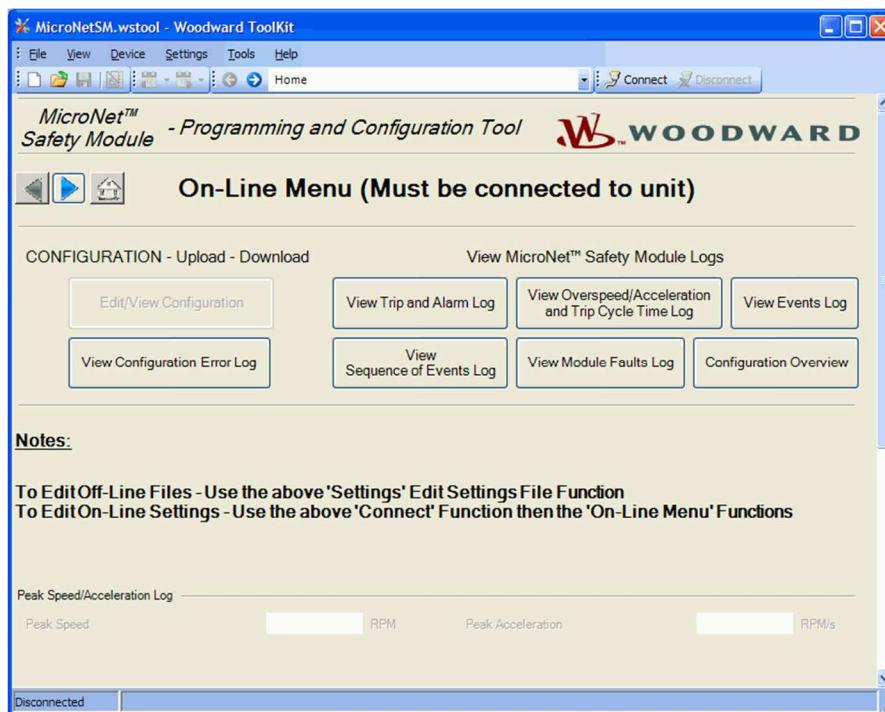 MicroNetSM.wstool - Woodward ToolKit
File View Device Settings Tools Help
Home Connect Disconnect
MicroNet™
Safety Module - Programming and Configuration Tool
WOODWARD
On-Line Menu (Must be connected to unit)
CONFIGURATION - Upload - Download
View MicroNet™ Safety Module Logs
Edit/View Configuration
View Trip and Alarm Log
View Overspeed/Acceleration
and Trip Cycle Time Log
View Events Log
View Configuration Error Log
View
Sequence of Events Log
View Module Faults Log
Configuration Overview
Notes:
To Edit Off-Line Files - Use the above 'Settings' Edit Settings File Function
To Edit On-Line Settings - Use the above 'Connect' Function then the 'On-Line Menu' Functions
Peak Speed/Acceleration Log
Peak Speed RPM Peak Acceleration RPM/s
Disconnected